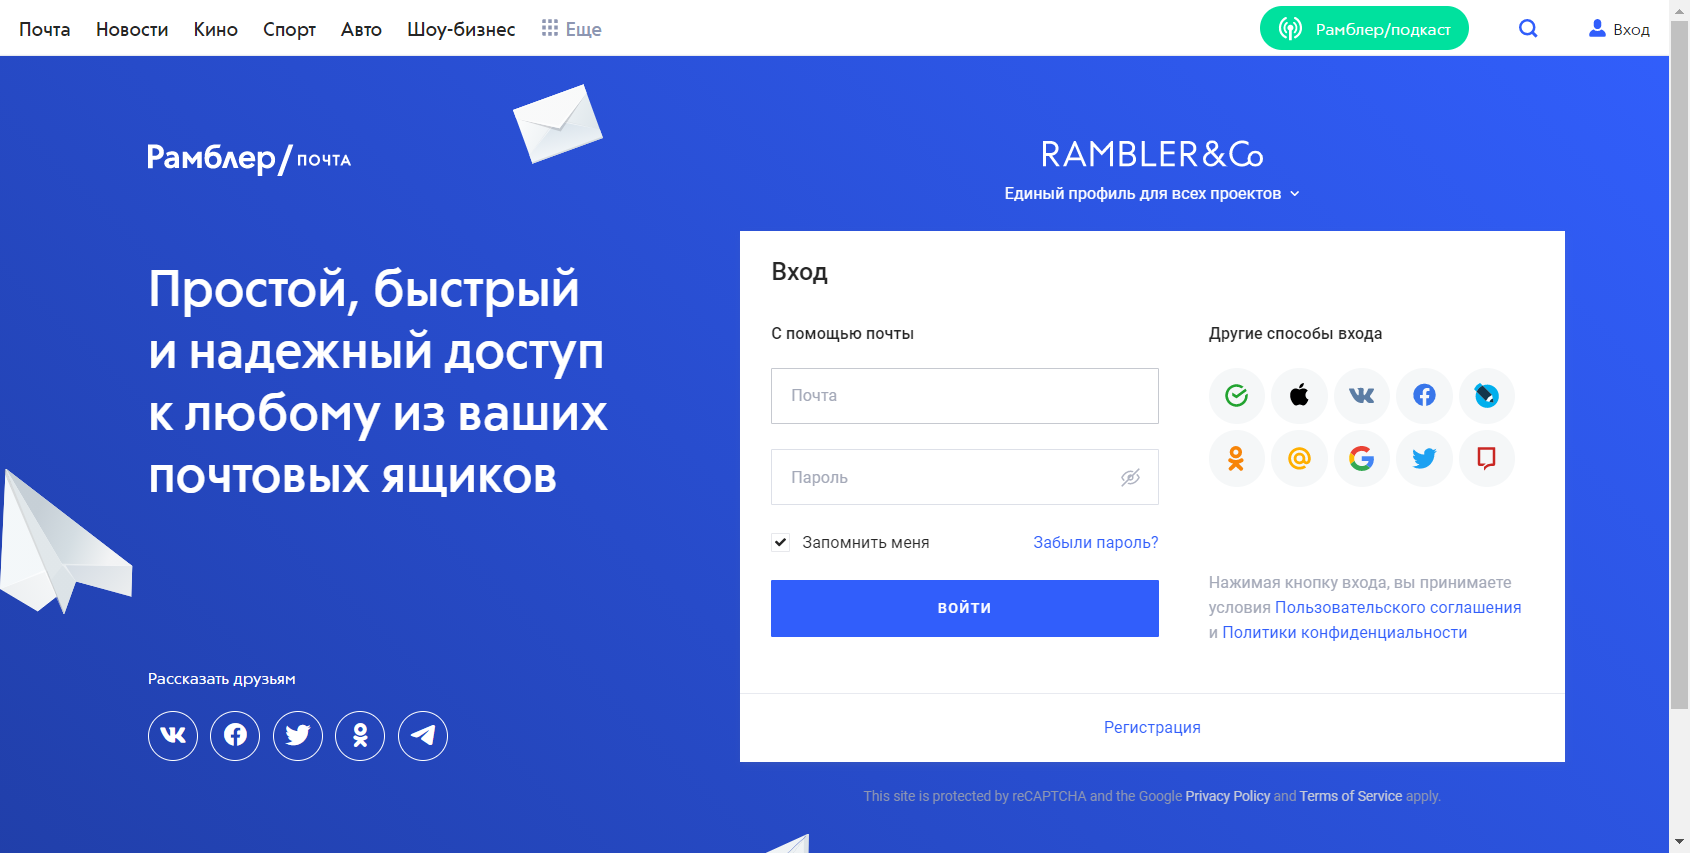 Почта Новости Кино Спорт Авто Шоу-бизнес Еще Рамблер/подкаст Вход
Рамблер/ПОЧТА
Простой, быстрый
и надежный доступ
к любому из ваших
почтовых ящиков
Рассказать друзьям
RAMBLER&Co
Единый профиль для всех проектов
Вход
С помощью почты
Почта
Пароль
Запомнить меня Забыли пароль?
ВОЙТИ
Другие способы входа
Нажимая кнопку входа, вы принимаете
условия Пользовательского соглашения
и Политики конфиденциальности
Регистрация
This site is protected by reCAPTCHA and the Google Privacy Policy and Terms of Service apply.